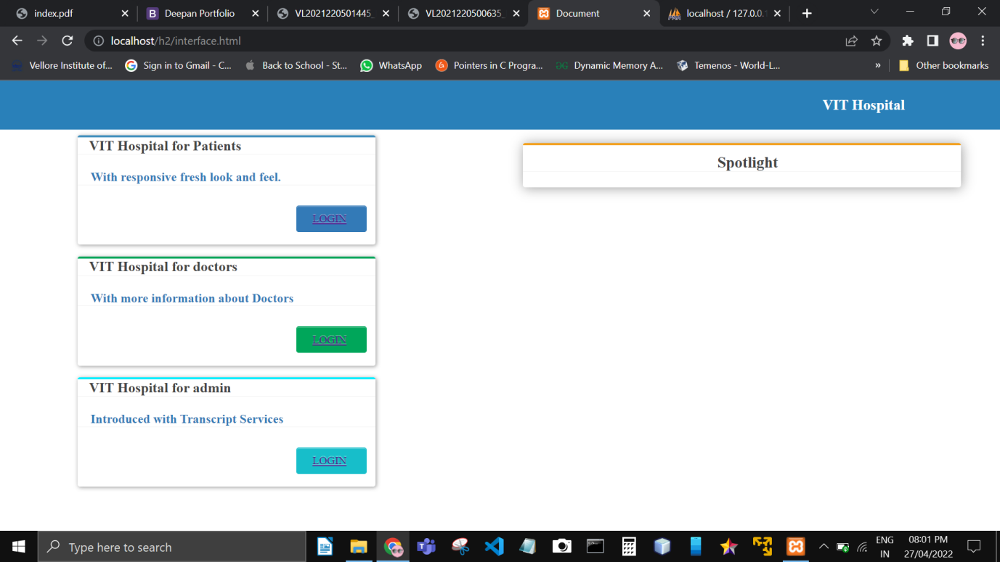 index.pdf
Deepan Portfolio
VL2021220501445_
VL2021220500635_
Document
localhost / 127.0.0.1
localhost/h2/interface.html
Vellore Institute of...
Sign in to Gmail - C...
Back to School - St...
WhatsApp
Pointers in C Progra...
Dynamic Memory A...
Temenos - World-L...
»
Other bookmarks
VIT Hospital
VIT Hospital for Patients
With responsive fresh look and feel.
LOGIN
VIT Hospital for doctors
With more information about Doctors
LOGIN
VIT Hospital for admin
Introduced with Transcript Services
LOGIN
Spotlight
Type here to search
ENG
IN
08:01 PM
27/04/2022